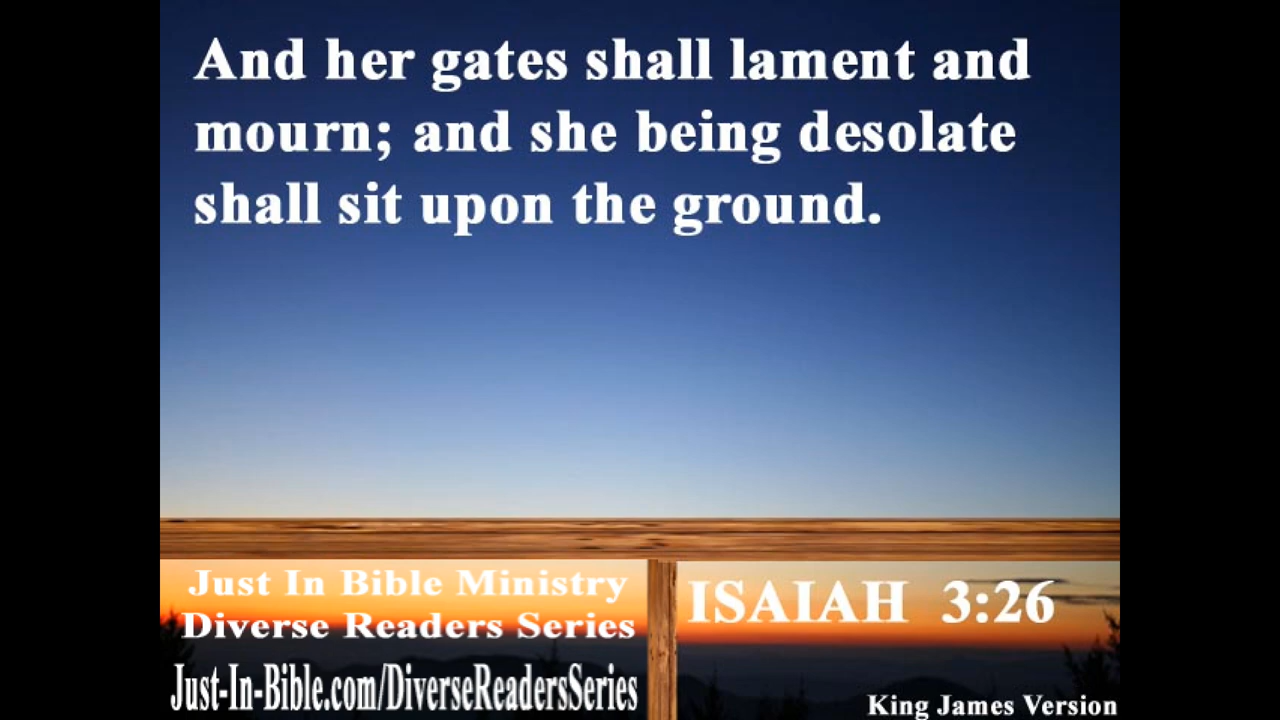 And her gates shall lament and
mourn; and she being desolate
shall sit upon the ground.
Just In Bible Ministry
Diverse Readers Series
Just-In-Bible.com/DiverseReadersSeries
ISAIAH 3:26
King James Version